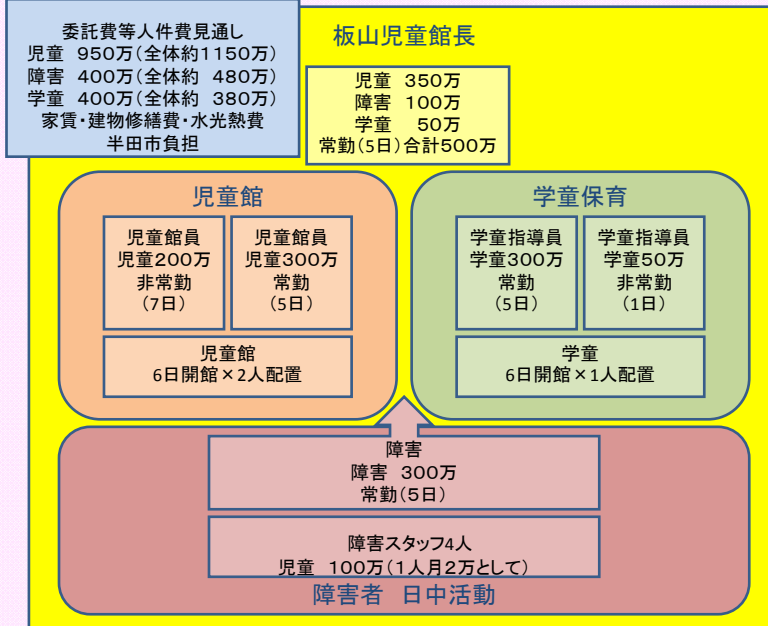 委託費等人件費見通し
児童 950万(全体約1150万)
障害 400万(全体約 480万)
学童 400万(全体約 380万)
家賃・建物修繕費・水光熱費
半田市負担
板山児童館長
児童 350万
障害 100万
学童 50万
常勤(5日)合計500万
児童館
児童館員
児童200万
非常勤
(7日)
児童館員
児童300万
常勤
(5日)
児童館
6日開館×2人配置
学童保育
学童指導員
学童300万
常勤
(5日)
学童指導員
学童50万
非常勤
(1日)
学童
6日開館×1人配置
障害
障害 300万
常勤(5日)
障害スタッフ4人
児童 100万(1人月2万として)
障害者 日中活動